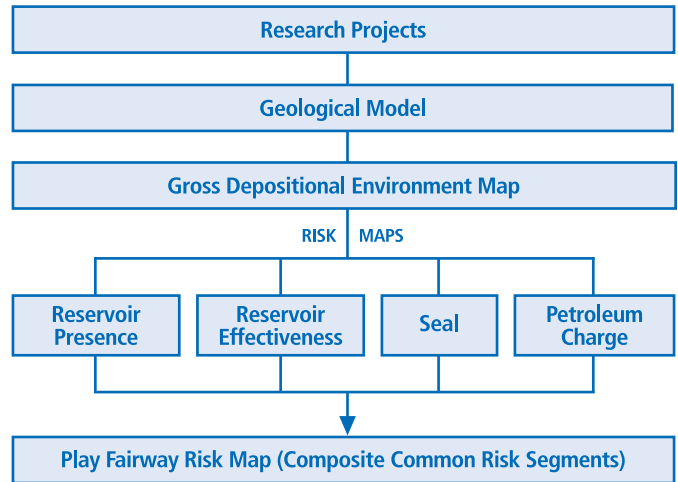 Research Projects
Geological Model
Gross Depositional Environment Map
RISK MAPS
Reservoir
Presence
Reservoir
Effectiveness
Seal
Petroleum
Charge
Play Fairway Risk Map (Composite Common Risk Segments)